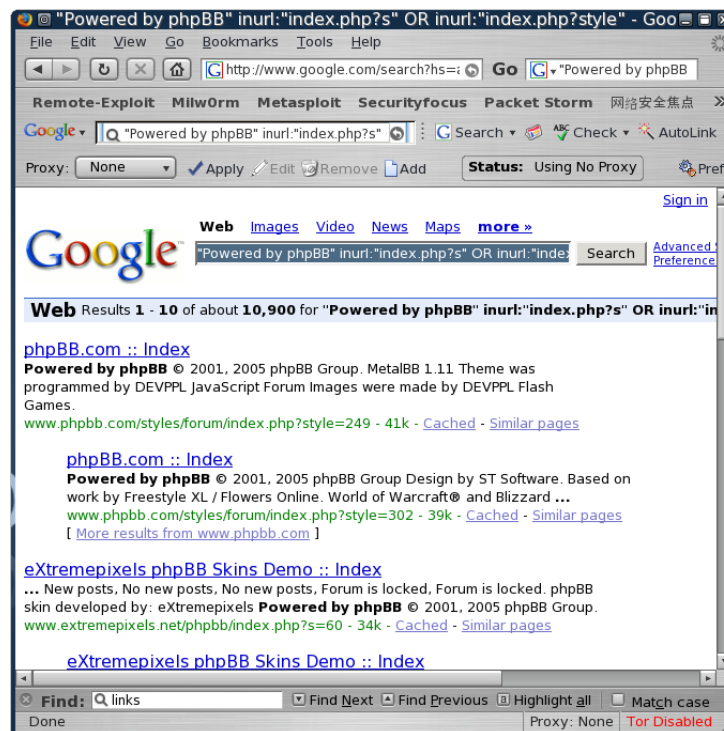 "Powered by phpBB" inurl:"index.php?s" OR inurl:"index.php?style" - Goo
File Edit View Go Bookmarks Tools Help
G http://www.google.com/search?hs= Go G "Powered by phpBB
Remote-Exploit Milw0rm Metasploit Securityfocus Packet Storm 网络安全焦点 »
Google "Powered by phpBB" inurl:"index.php?s" G Search Check AutoLink
Proxy: None Apply Edit Remove Add Status: Using No Proxy Pref
Sign in
Web Images Video News Maps more »
Google™ "Powered by phpBB" inurl:"index.php?s" OR inurl:"inde Search Advanced
Preference
Web Results 1 - 10 of about 10,900 for "Powered by phpBB" inurl:"index.php?s" OR inurl:"in
phpBB.com :: Index
Powered by phpBB © 2001, 2005 phpBB Group. MetalBB 1.11 Theme was
programmed by DEVPPL JavaScript Forum Images were made by DEVPPL Flash
Games.
www.phpbb.com/styles/forum/index.php?style=249 - 41k - Cached - Similar pages
phpBB.com :: Index
Powered by phpBB © 2001, 2005 phpBB Group Design by ST Software. Based on
work by Freestyle XL / Flowers Online. World of Warcraft® and Blizzard ...
www.phpbb.com/styles/forum/index.php?style=302 - 39k - Cached - Similar pages
[ More results from www.phpbb.com ]
eXtremepixels phpBB Skins Demo :: Index
... New posts, No new posts, No new posts, Forum is locked, Forum is locked. phpBB
skin developed by: eXtremepixels Powered by phpBB © 2001, 2005 phpBB Group.
www.extremepixels.net/phpbb/index.php?s=60 - 34k - Cached - Similar pages
eXtremepixels phpBB Skins Demo :: Index
Find: links Find Next Find Previous Highlight all Match case
Done Proxy: None Tor Disabled